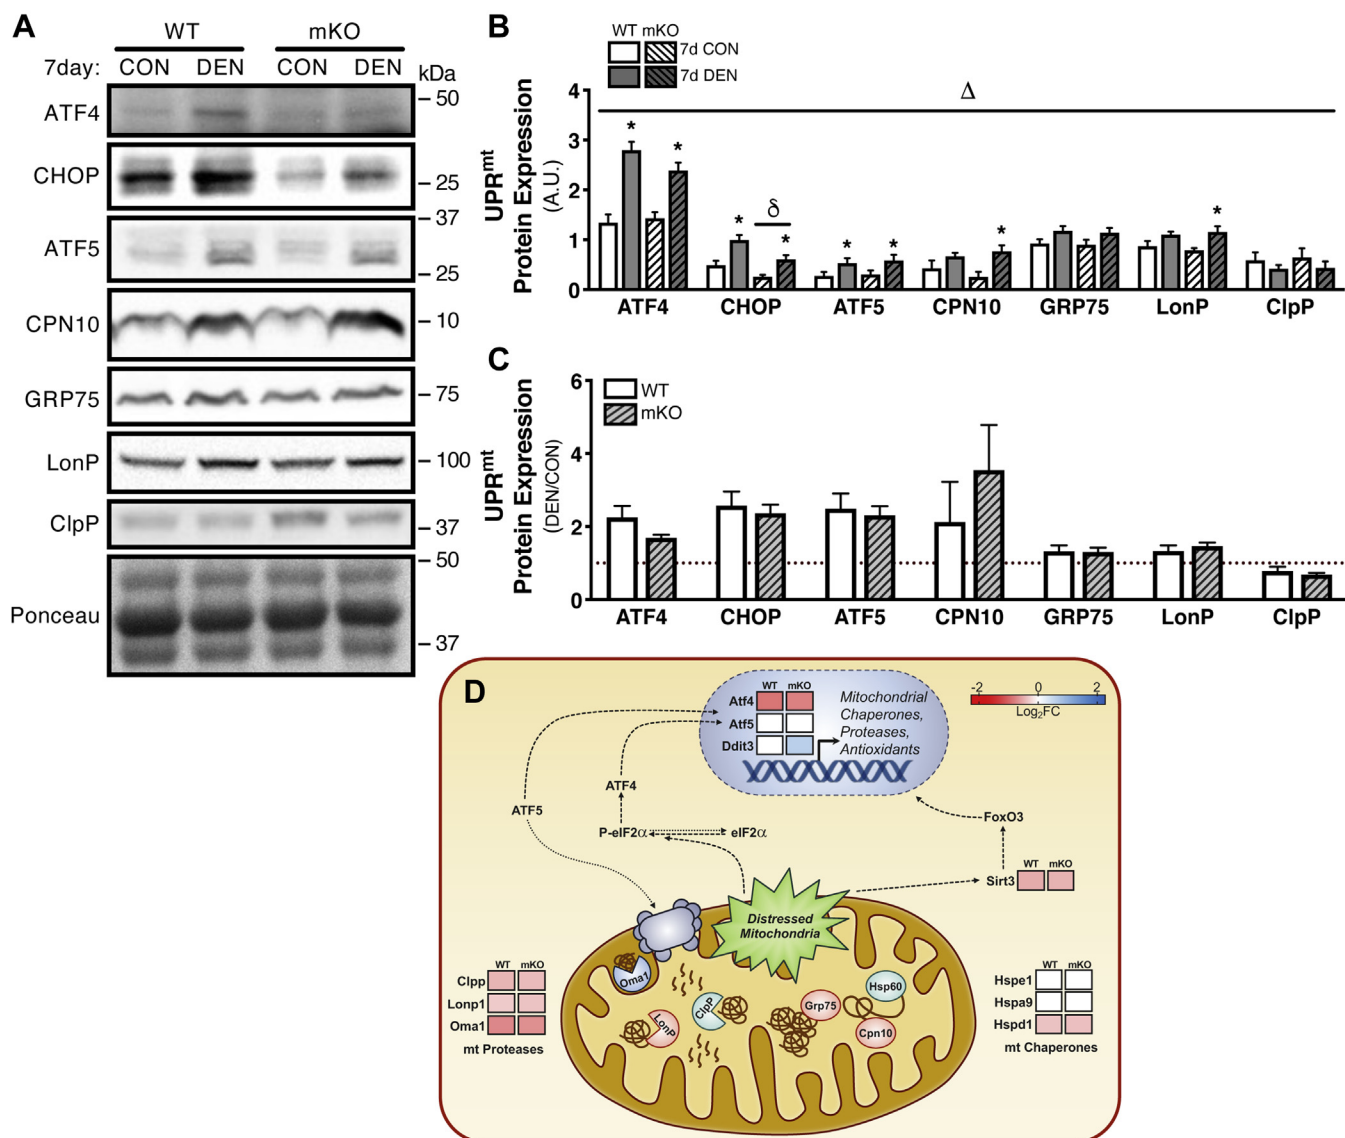 A
WT mKO
7day: CON DEN CON DEN kDa
ATF4 – 50
CHOP – 25
– 37
ATF5
– 25
CPN10 – 10
GRP75 – 75
LonP – 100
ClpP – 37
– 50
Ponceau
– 37
B
WT mKO
7d CON
7d DEN
UPRmt
Protein Expression
(A.U.)
4
3
2
1
0
Δ
* * * δ * * * * *
ATF4 CHOP ATF5 CPN10 GRP75 LonP ClpP
C
WT
mKO
UPRmt
Protein Expression
(DEN/CON)
6
4
2
0
ATF4 CHOP ATF5 CPN10 GRP75 LonP ClpP
D
WT mKO
Atf4
Atf5
Ddit3
Mitochondrial
Chaperones,
Proteases,
Antioxidants
-2 0 2
Log2FC
ATF4
ATF5
P-eIF2α eIF2α
FoxO3
WT mKO
Sirt3
Distressed
Mitochondria
WT mKO
Clpp
Lonp1
Oma1
mt Proteases
Oma1
LonP
ClpP
Grp75
Hsp60
Cpn10
WT mKO
Hspe1
Hspa9
Hspd1
mt Chaperones